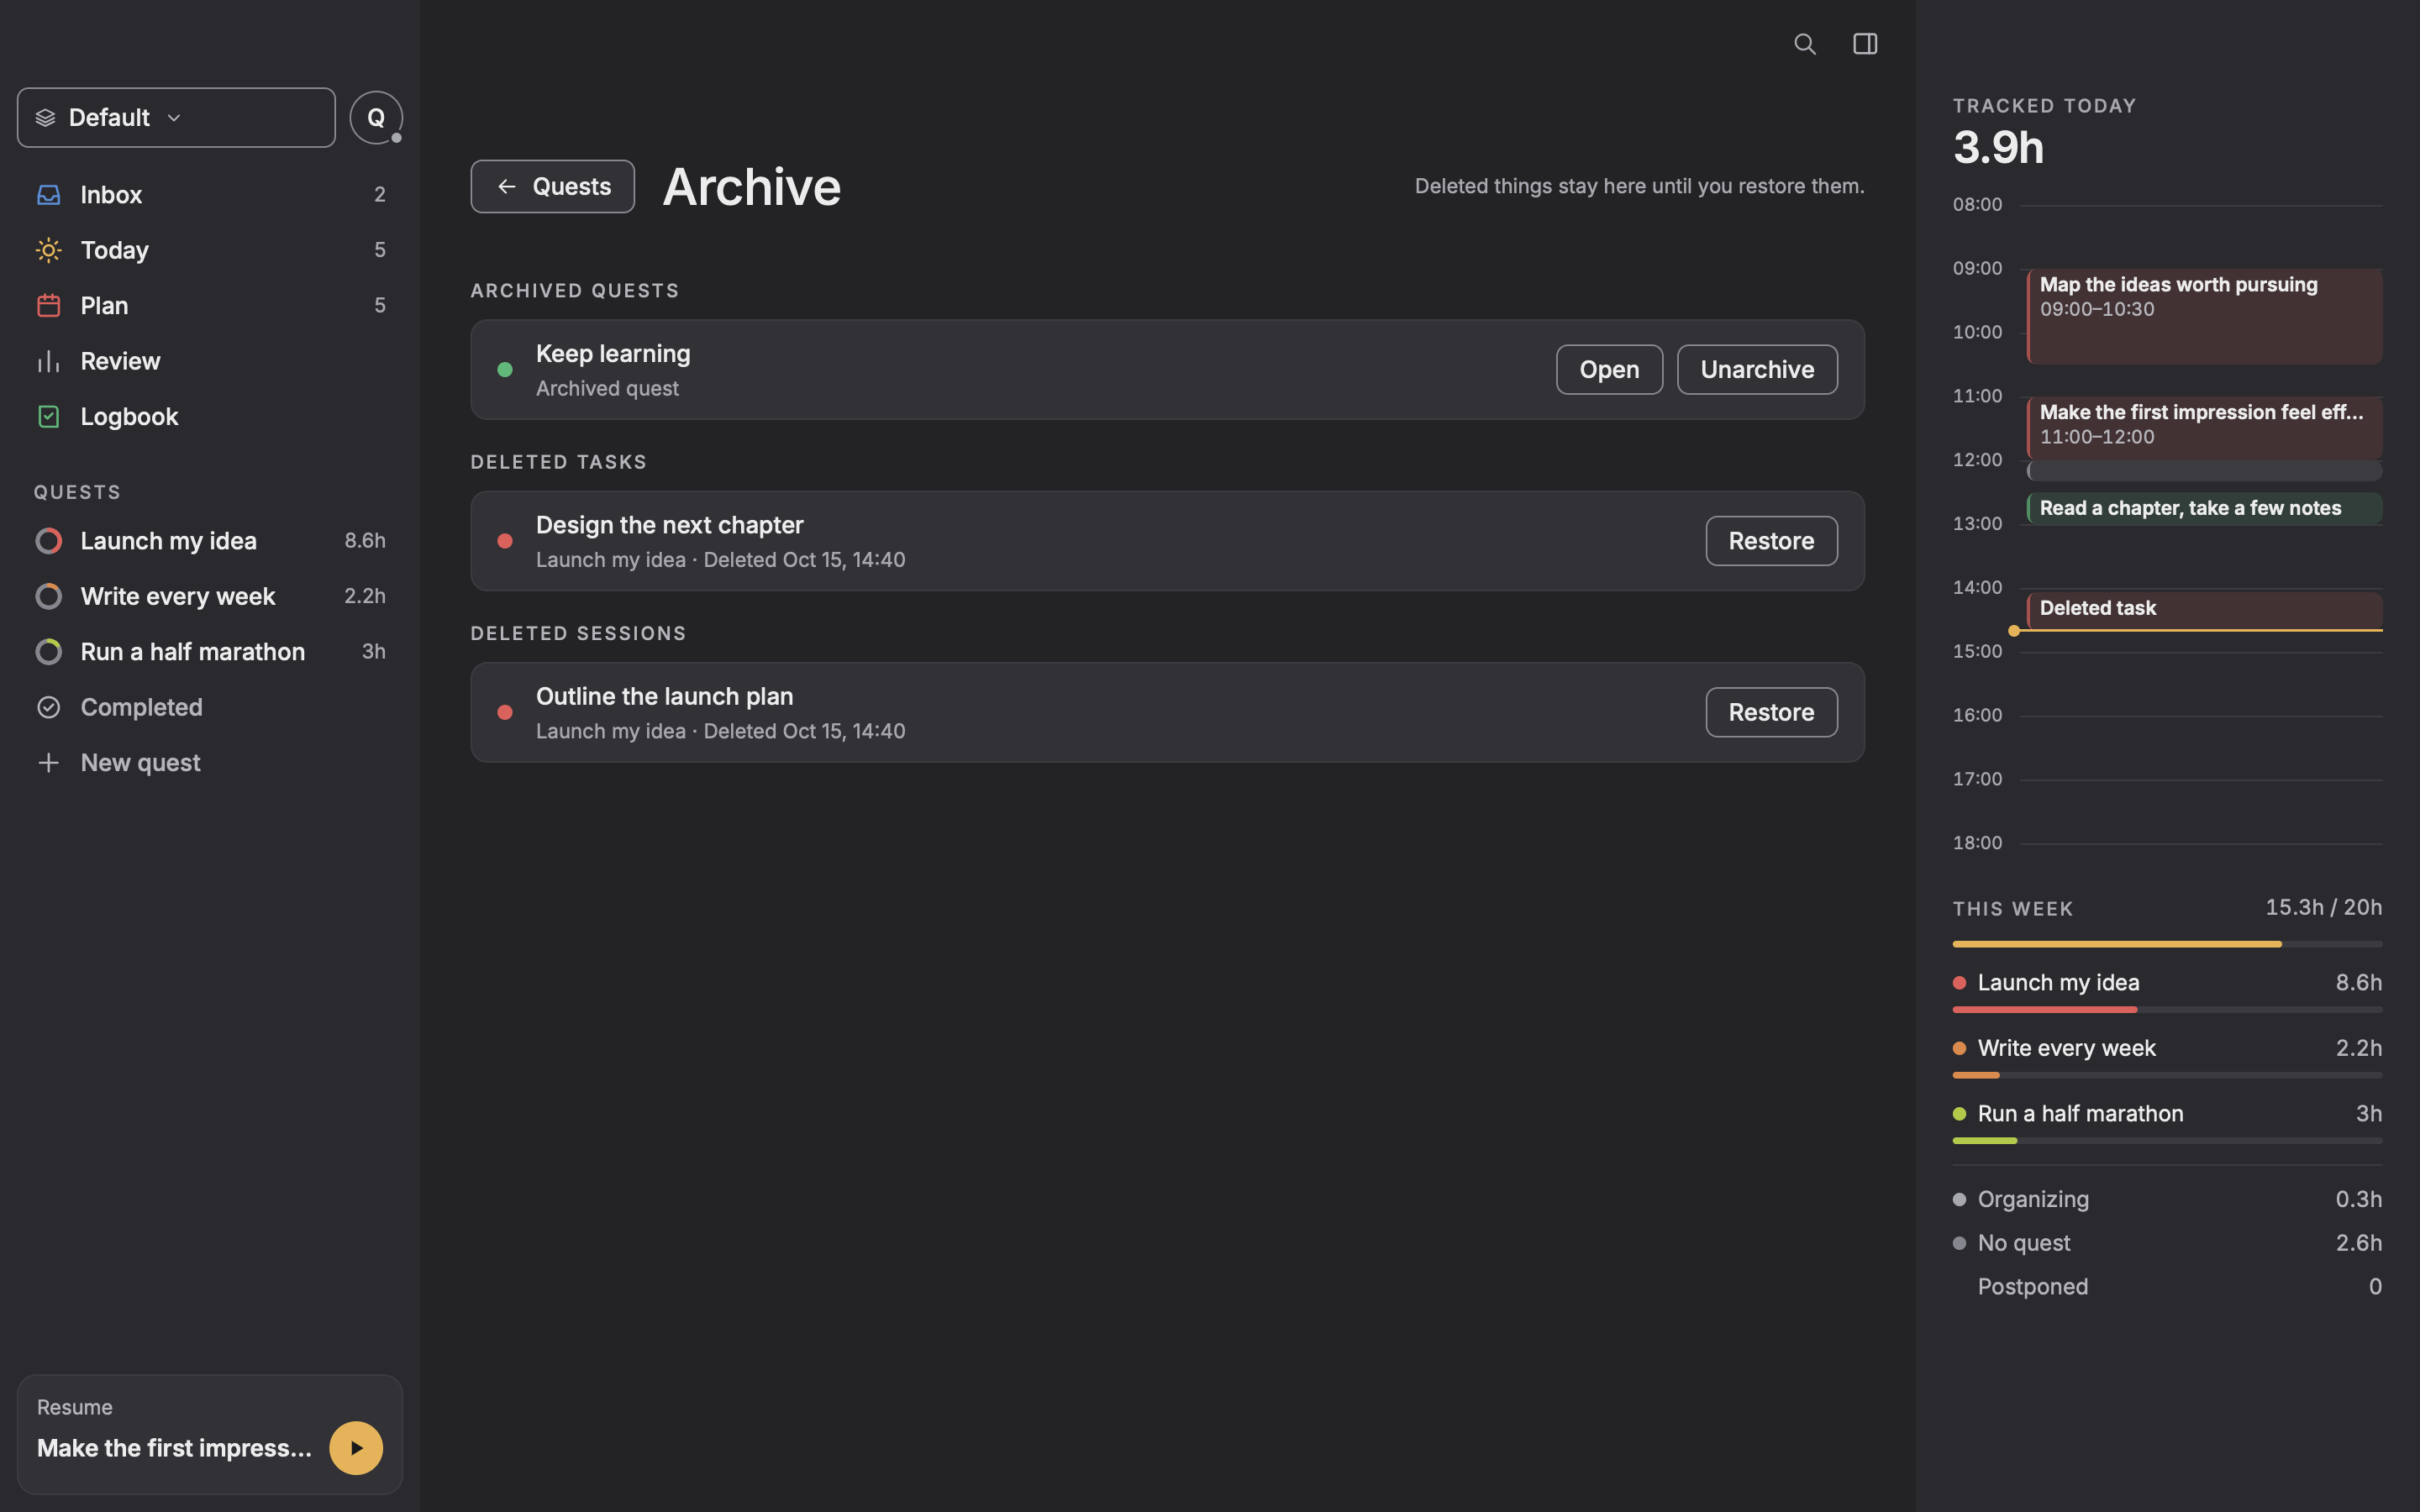 Default
Q
Inbox 2
Today 5
Plan 5
Review
Logbook
QUESTS
Launch my idea 8.6h
Write every week 2.2h
Run a half marathon 3h
Completed
New quest
Resume
Make the first impress...
Quests
Archive
Deleted things stay here until you restore them.
ARCHIVED QUESTS
Keep learning
Archived quest
Open
Unarchive
DELETED TASKS
Design the next chapter
Launch my idea · Deleted Oct 15, 14:40
Restore
DELETED SESSIONS
Outline the launch plan
Launch my idea · Deleted Oct 15, 14:40
Restore
TRACKED TODAY
3.9h
08:00
09:00
Map the ideas worth pursuing
09:00–10:30
10:00
11:00
Make the first impression feel eff...
11:00–12:00
12:00
Read a chapter, take a few notes
13:00
14:00
Deleted task
15:00
16:00
17:00
18:00
THIS WEEK 15.3h / 20h
Launch my idea 8.6h
Write every week 2.2h
Run a half marathon 3h
Organizing 0.3h
No quest 2.6h
Postponed 0